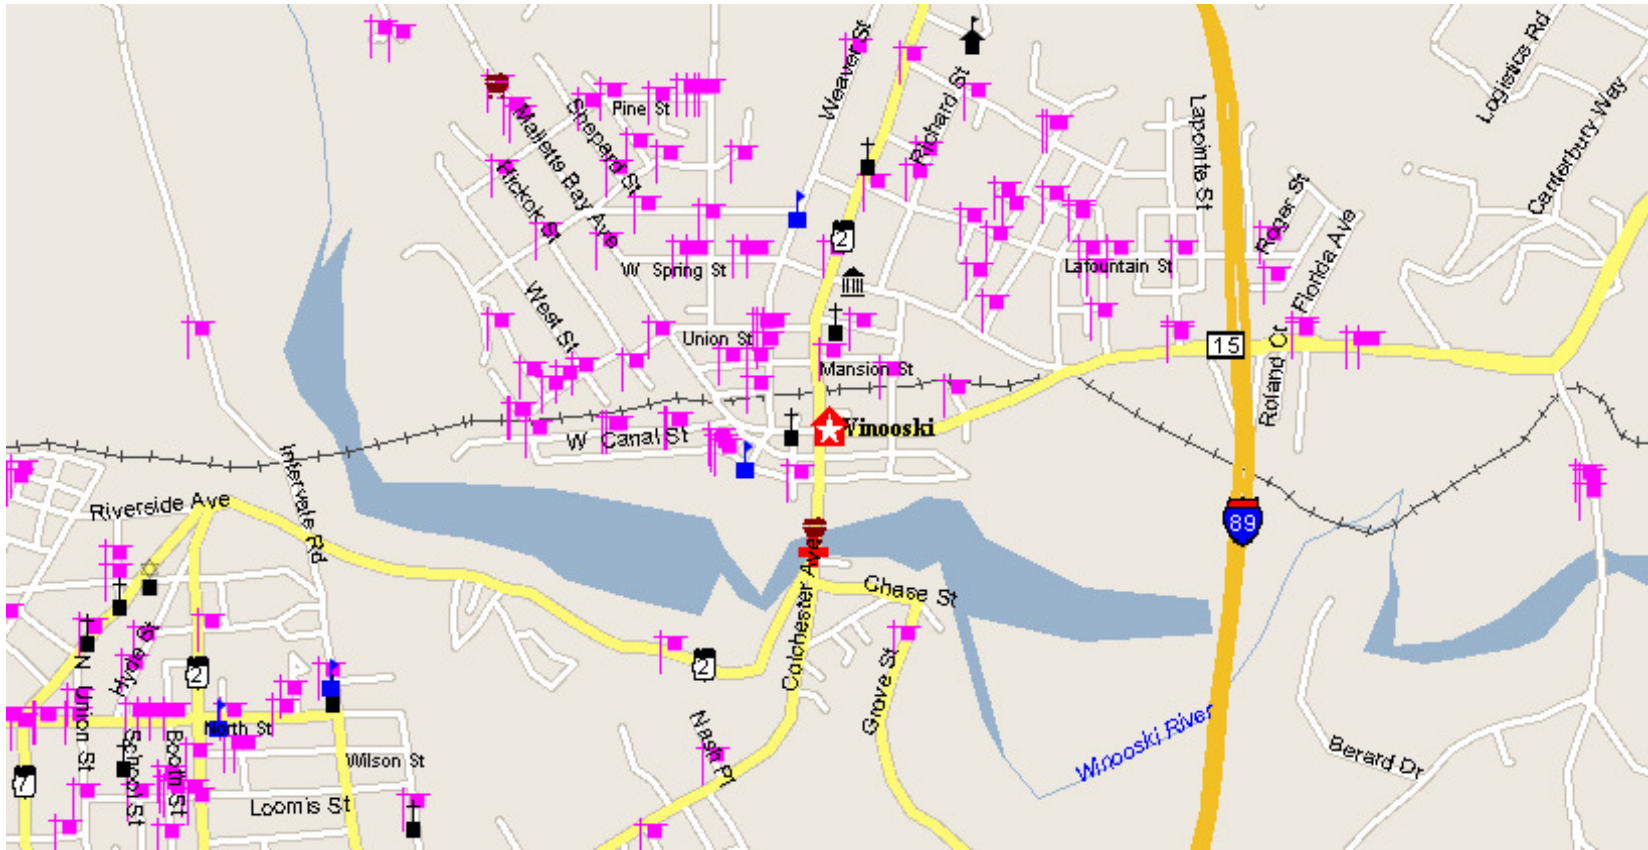 Weaver St
Logistics Rd
Pine St
Shepard St
Malletts Bay Ave
Richard St
Lapointe St
Canterbury Way
Hickok St
Roger St
Florida Ave
2
W Spring St
Lafountain St
West St
Union St
15
Mansion St
Roland Ct
W Canal St
Winooski
Intervale Rd
Riverside Ave
89
Colchester Ave
Chase St
Hyde St
N Union St
2
2
Grove St
Nash Pl
North St
School St
Booth St
Wilson St
7
Loomis St
Winooski River
Berard Dr